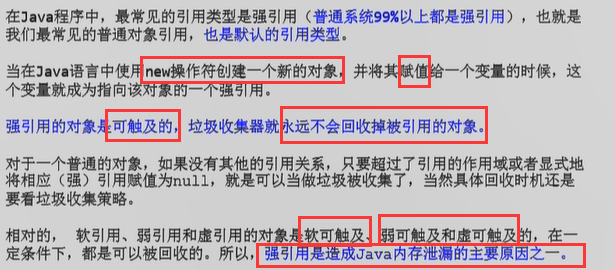 在Java程序中，最常见的引用类型是强引用（普通系统99%以上都是强引用），也就是
我们最常见的普通对象引用，也是默认的引用类型。
当在Java语言中使用new操作符创建一个新的对象，并将其赋值给一个变量的时候，这
个变量就成为指向该对象的一个强引用。
强引用的对象是可触及的，垃圾收集器就永远不会回收掉被引用的对象。
对于一个普通的对象，如果没有其他的引用关系，只要超过了引用的作用域或者显式地
将相应（强）引用赋值为null，就是可以当做垃圾被收集了，当然具体回收时机还是
要看垃圾收集策略。
相对的， 软引用、弱引用和虚引用的对象是软可触及、弱可触及和虚可触及的，在一
定条件下，都是可以被回收的。所以，强引用是造成Java内存泄漏的主要原因之一。